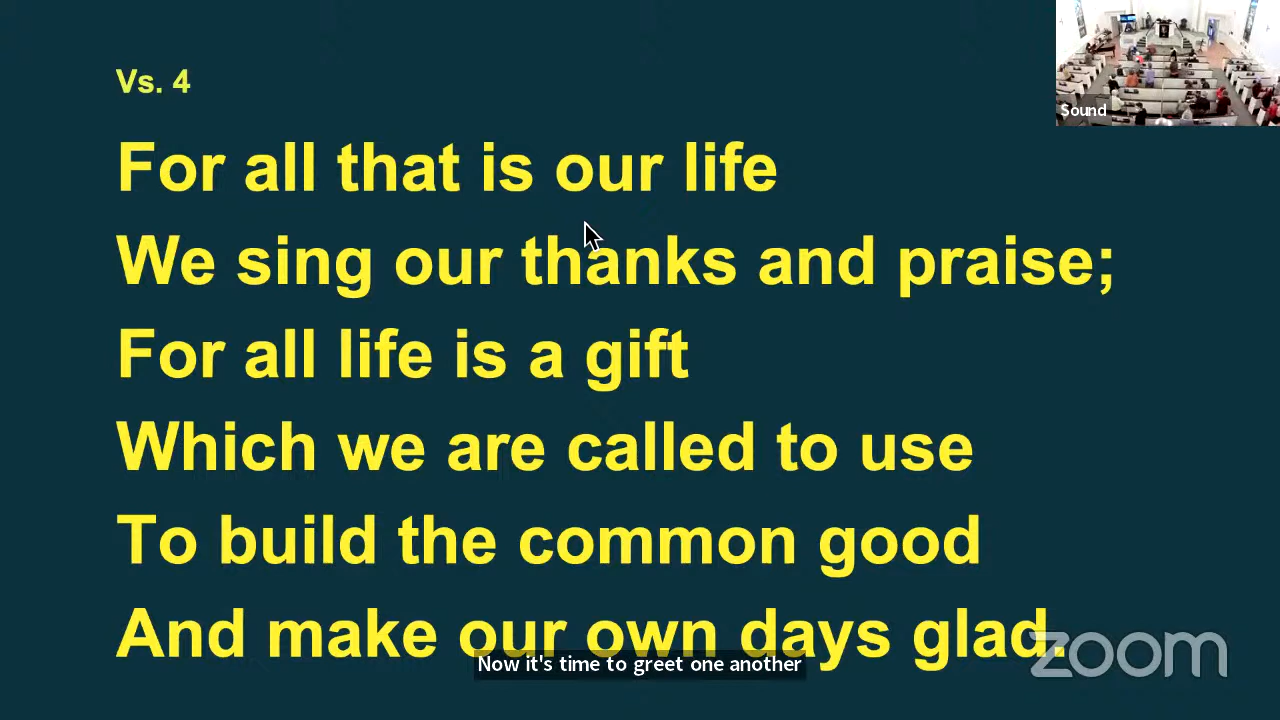 Vs. 4
Sound
For all that is our life
We sing our thanks and praise;
For all life is a gift
Which we are called to use
To build the common good
And make our own days glad.
Now it's time to greet one another
zoom